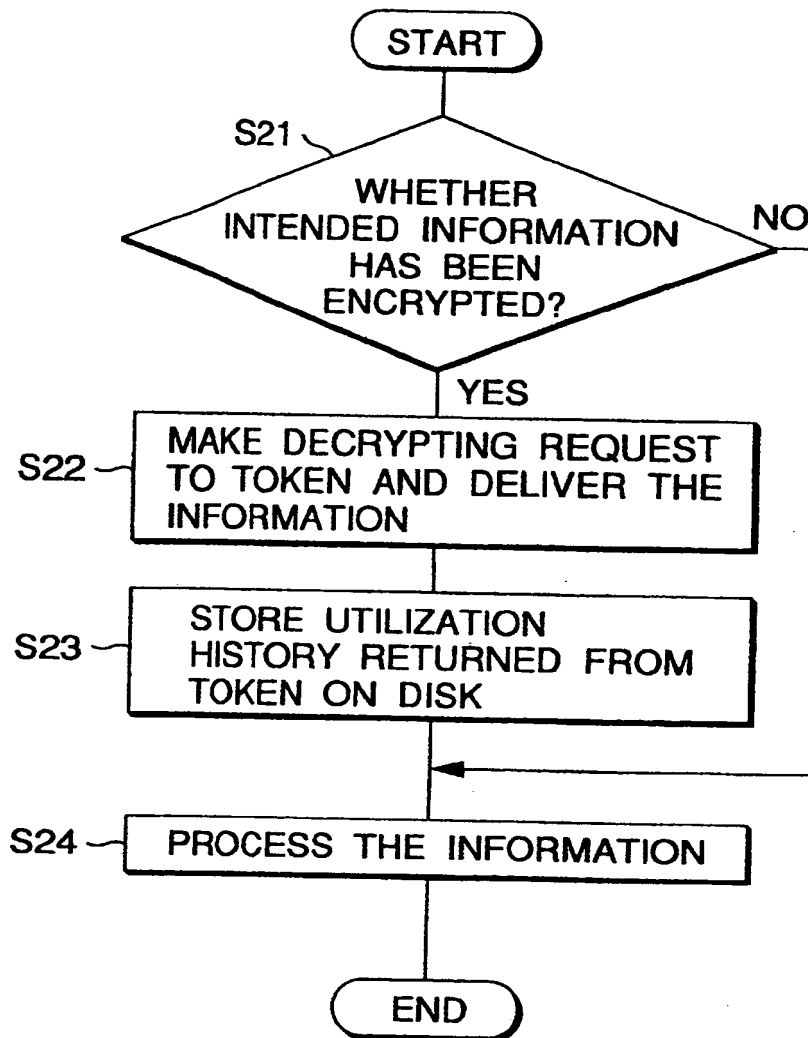 START
S21
WHETHER
INTENDED INFORMATION
HAS BEEN
ENCRYPTED?
NO
YES
S22
MAKE DECRYPTING REQUEST
TO TOKEN AND DELIVER THE
INFORMATION
S23
STORE UTILIZATION
HISTORY RETURNED FROM
TOKEN ON DISK
S24
PROCESS THE INFORMATION
END